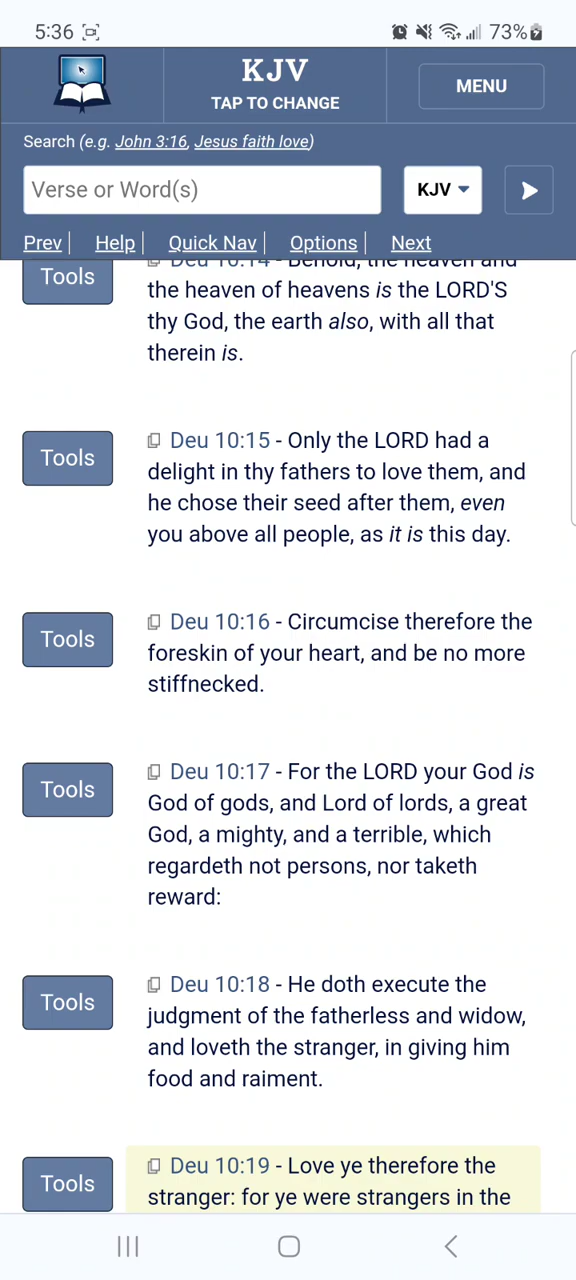 5:36 73%
KJV
TAP TO CHANGE
MENU
Search (e.g. John 3:16, Jesus faith love)
Verse or Word(s)
KJV
Prev | Help | Quick Nav | Options | Next
Tools
Deu 10:14 - Behold, the heaven and
the heaven of heavens is the LORD'S
thy God, the earth also, with all that
therein is.
Tools
Deu 10:15 - Only the LORD had a
delight in thy fathers to love them, and
he chose their seed after them, even
you above all people, as it is this day.
Tools
Deu 10:16 - Circumcise therefore the
foreskin of your heart, and be no more
stiffnecked.
Tools
Deu 10:17 - For the LORD your God is
God of gods, and Lord of lords, a great
God, a mighty, and a terrible, which
regardeth not persons, nor taketh
reward:
Tools
Deu 10:18 - He doth execute the
judgment of the fatherless and widow,
and loveth the stranger, in giving him
food and raiment.
Tools
Deu 10:19 - Love ye therefore the
stranger: for ye were strangers in the